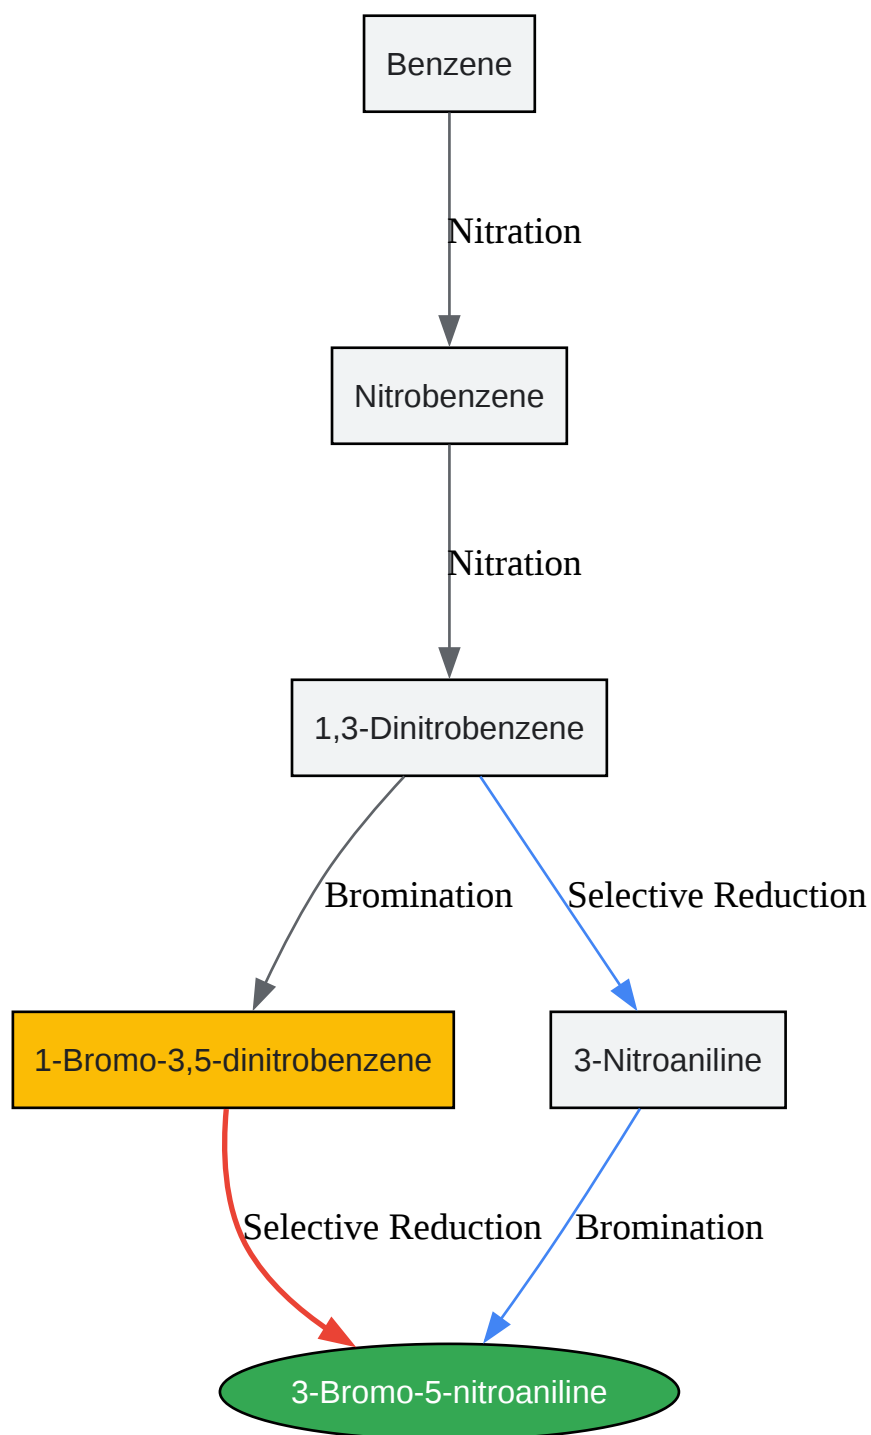 Benzene
Nitration
Nitrobenzene
Nitration
1,3-Dinitrobenzene
Bromination
Selective Reduction
1-Bromo-3,5-dinitrobenzene
3-Nitroaniline
Selective Reduction
Bromination
3-Bromo-5-nitroaniline